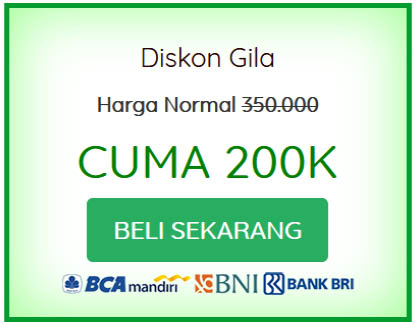 Diskon Gila
Harga Normal 350.000
CUMA 200K
BELI SEKARANG
BCA mandiri BNI BANK BRI